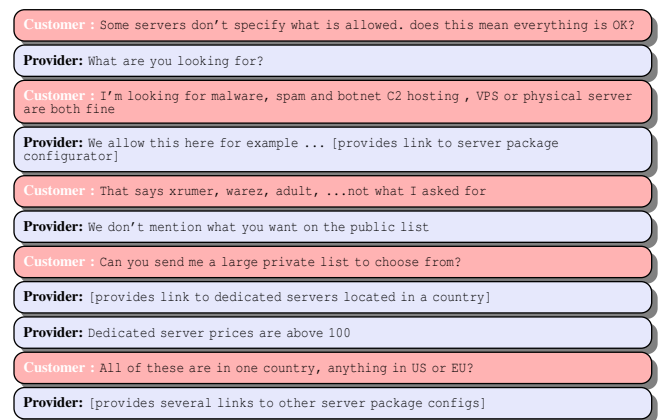 Customer : Some servers don't specify what is allowed. does this mean everything is OK?
Provider: What are you looking for?
Customer : I'm looking for malware, spam and botnet C2 hosting , VPS or physical server
are both fine
Provider: We allow this here for example ... [provides link to server package
configurator]
Customer : That says xrumer, warez, adult, ...not what I asked for
Provider: We don't mention what you want on the public list
Customer : Can you send me a large private list to choose from?
Provider: [provides link to dedicated servers located in a country]
Provider: Dedicated server prices are above 100
Customer : All of these are in one country, anything in US or EU?
Provider: [provides several links to other server package configs]